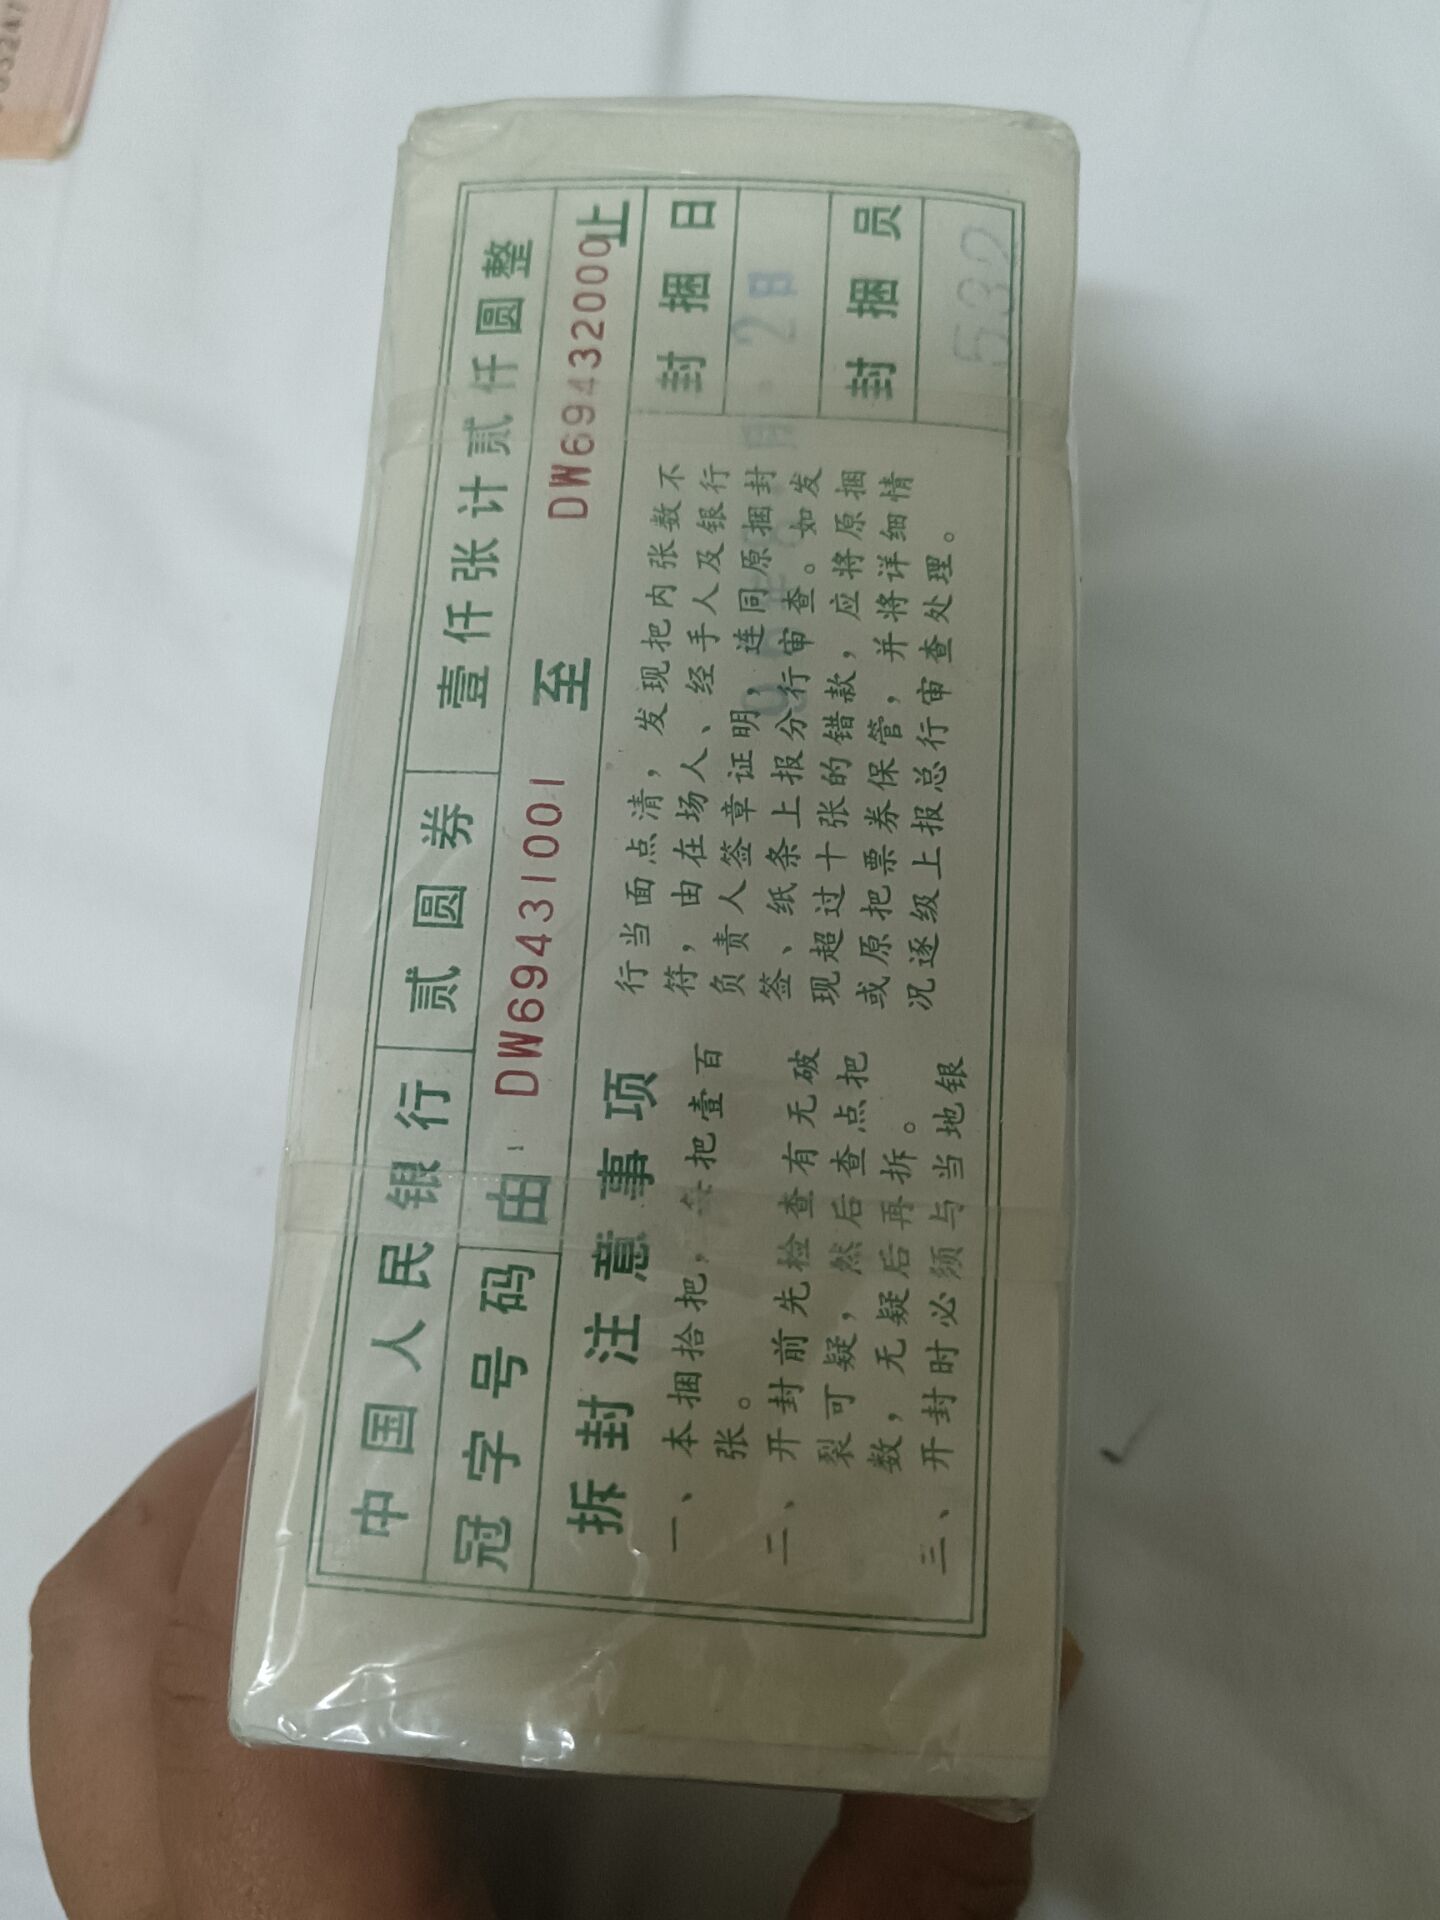 中国人民银行 贰圆券 壹仟张计贰仟圆整
冠字号码 由 DW69431001 至 DW69432000止
拆封注意事项
一、本捆拾把，每把壹百
张。
二、开封前先检查有无破
裂可疑，然后查点把
数，无疑后再拆。
三、开封时必须与当地银
行当面点清，发现把内张数不
符，由在场人、经手人及银行
负责人签章证明，连同原捆封
签、纸条上报分行审查。如发
现超过十张的错款，应将原捆
或原把票券保管，并将详细情
况逐级上报总行审查处理。
封捆日
2日
封捆员
532